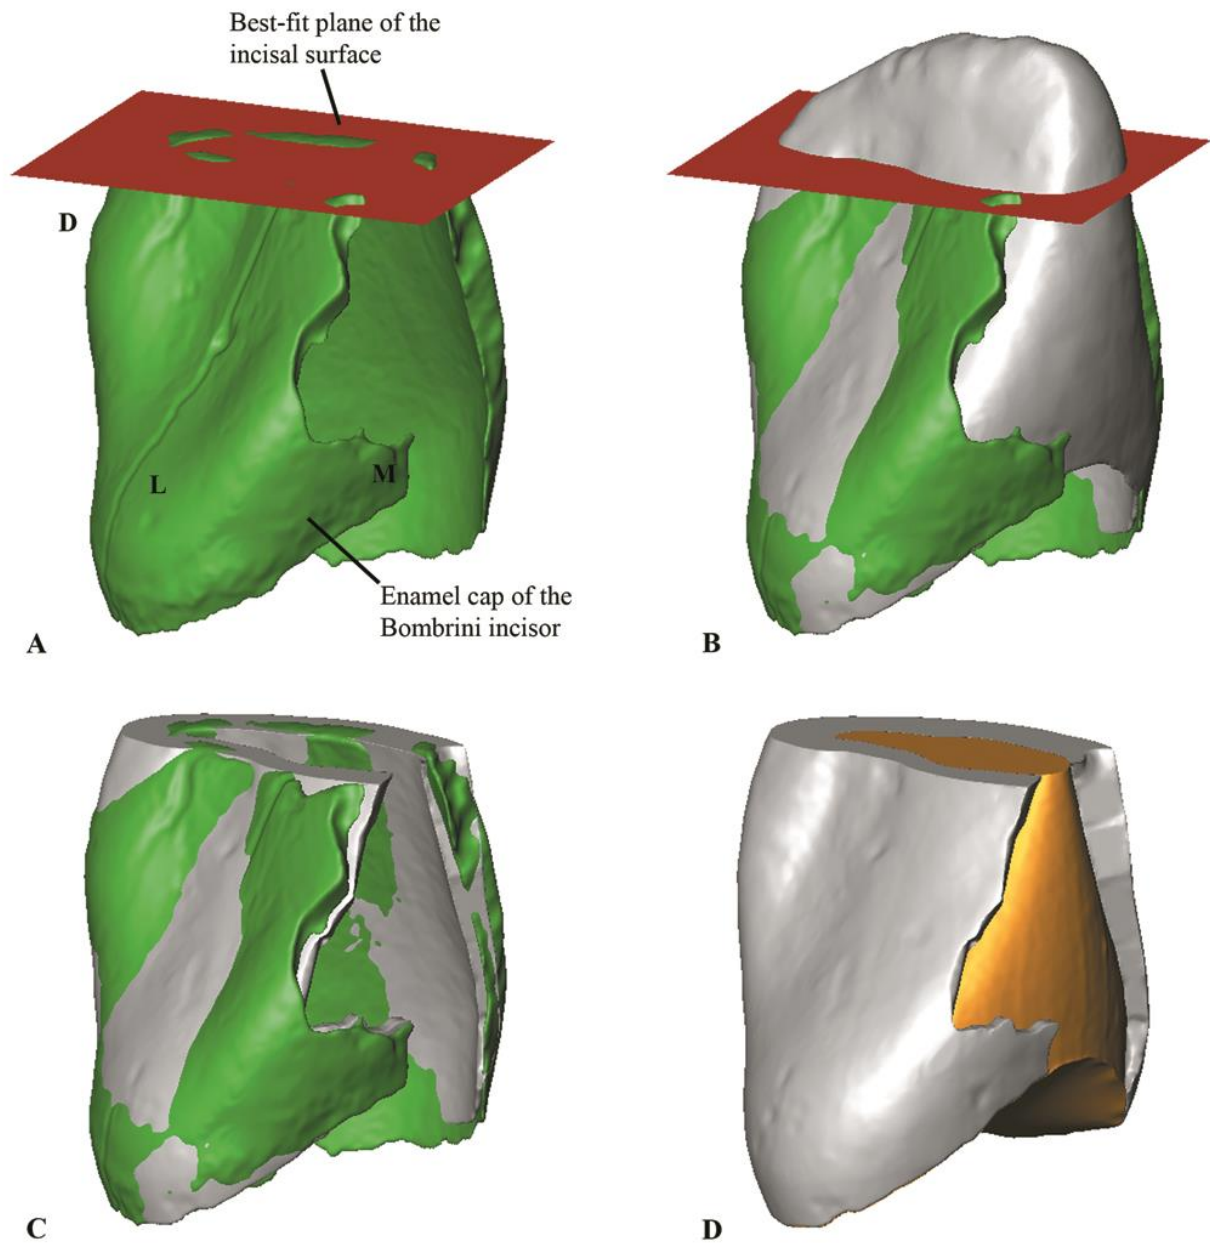 Best-fit plane of the
incisal surface
D
L
M
Enamel cap of the
Bombrini incisor
A
B
C
D